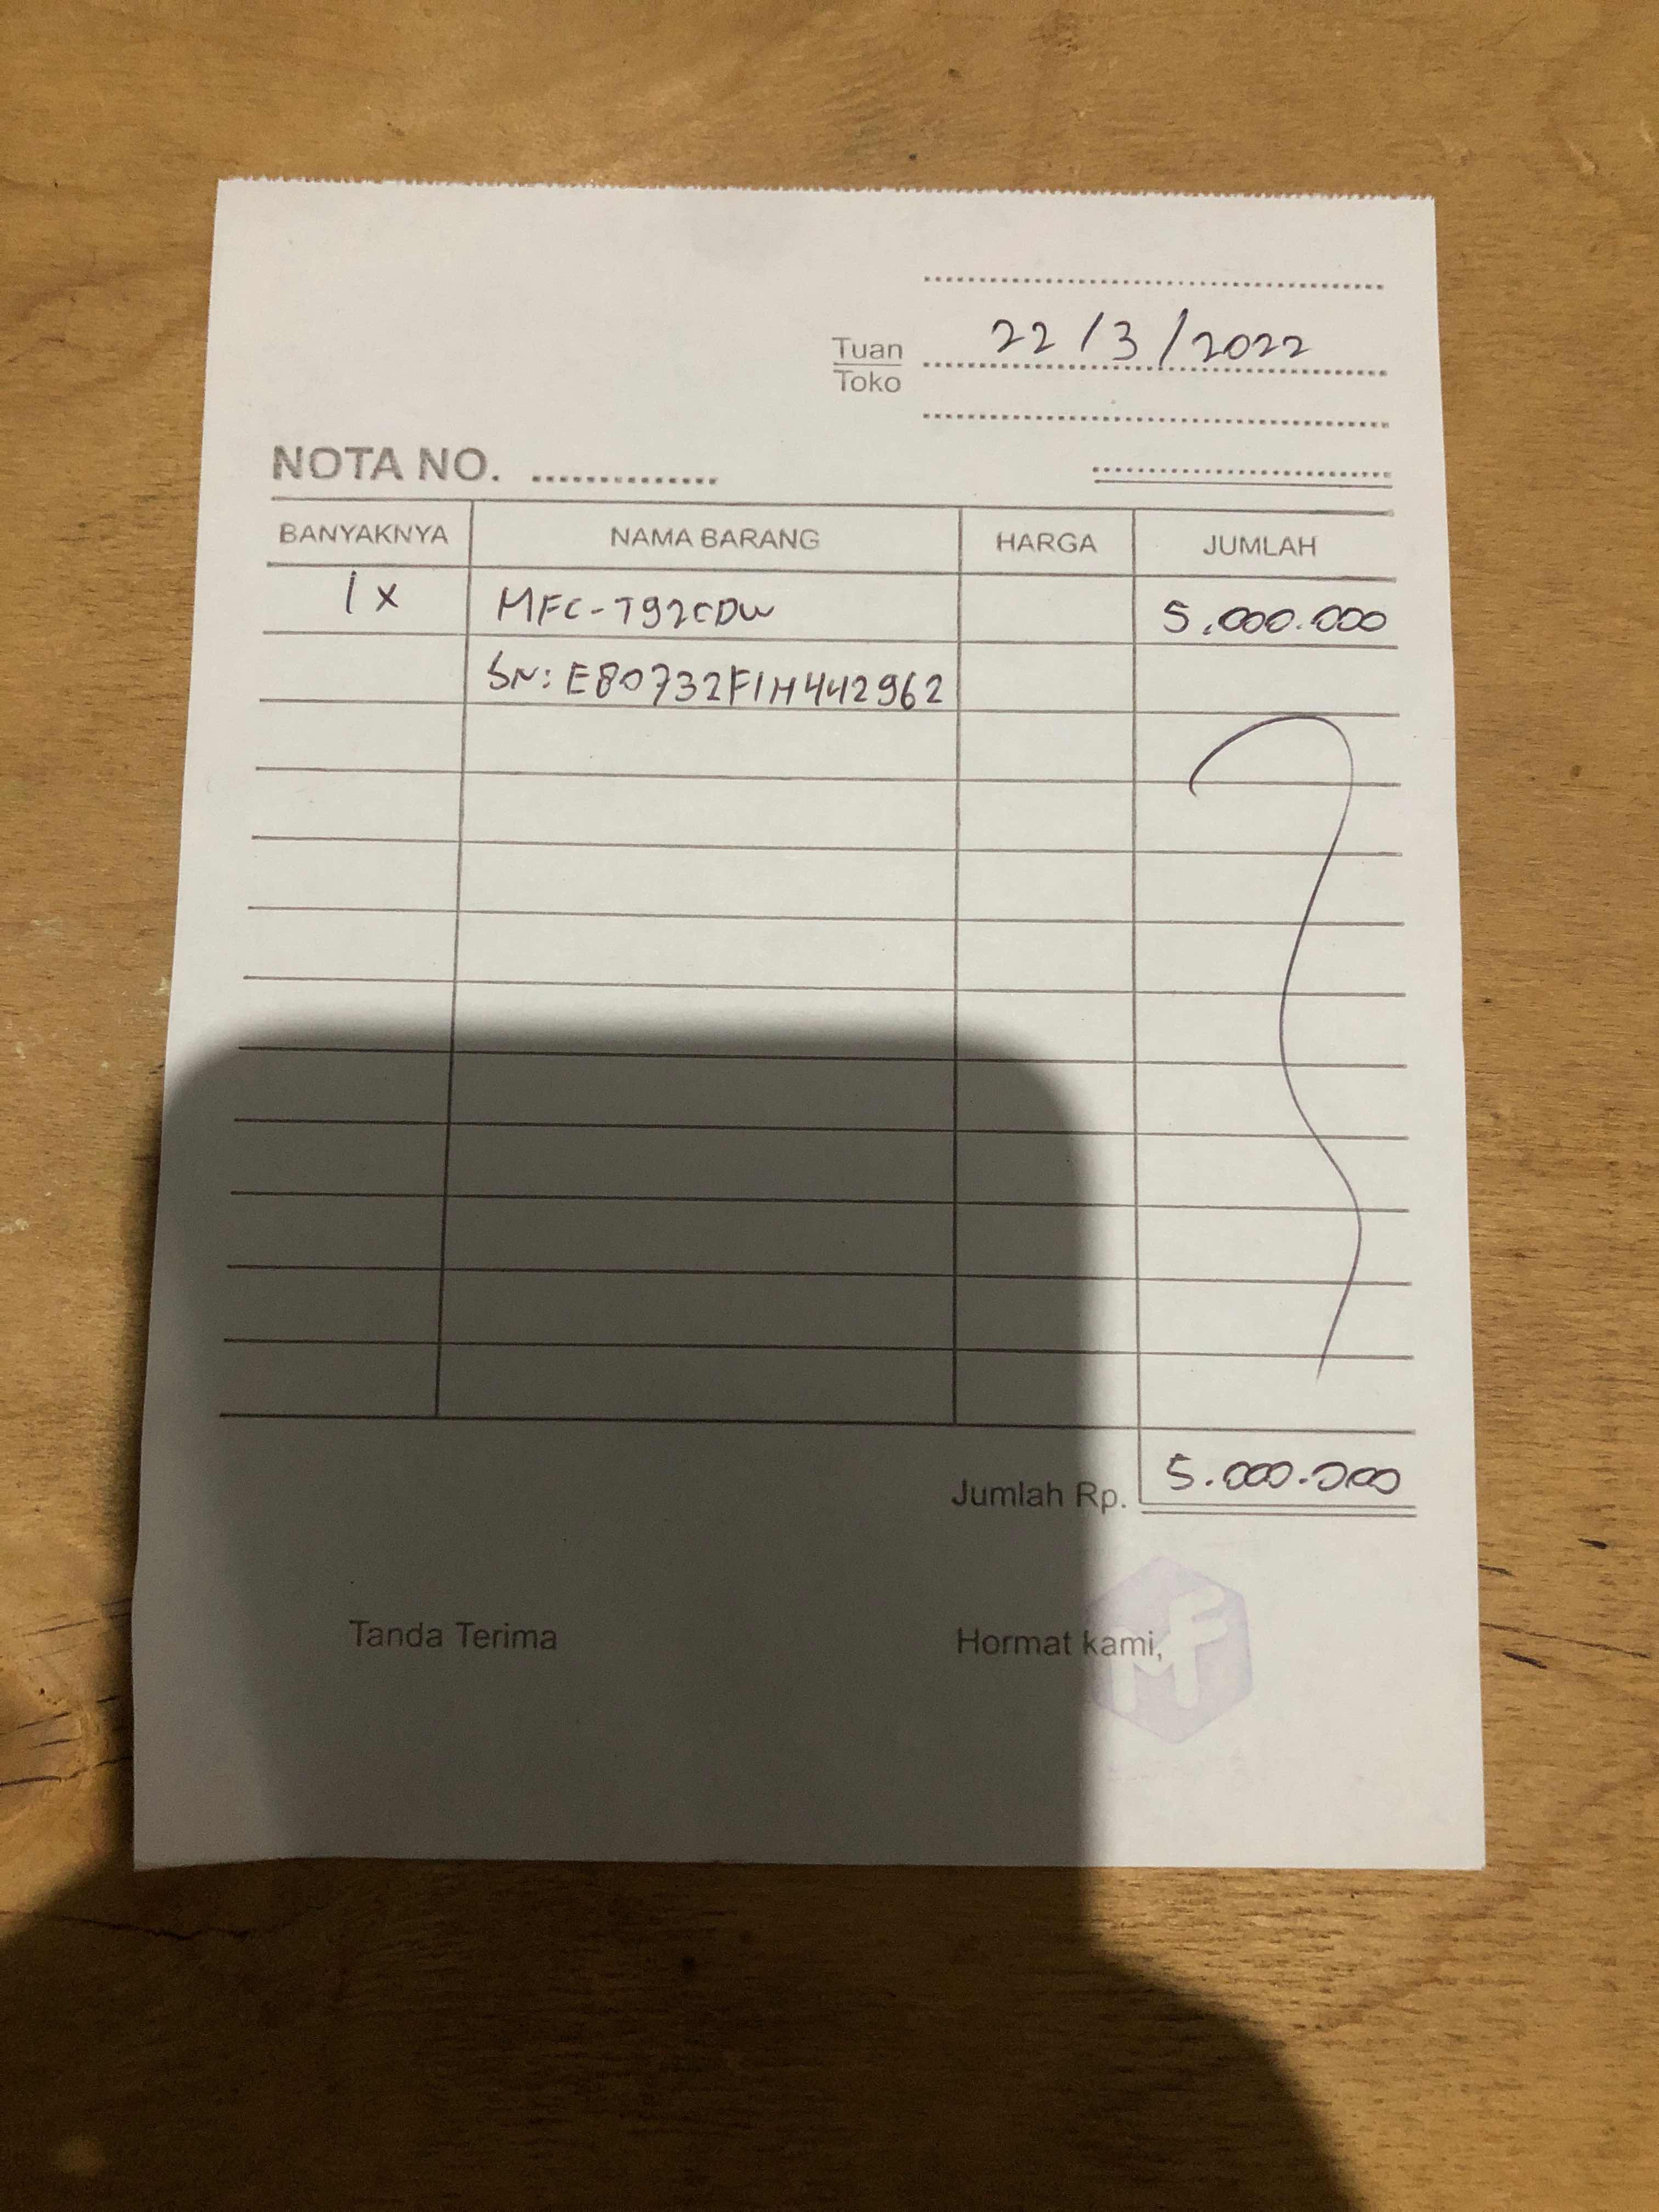 22/3/2022
Tuan
Toko
NOTA NO.
BANYAKNYA NAMA BARANG HARGA JUMLAH
1x MFC-T920DW 5.000.000
SN: E80732F1H442962
Jumlah Rp. 5.000.000
Tanda Terima Hormat kami,
MF